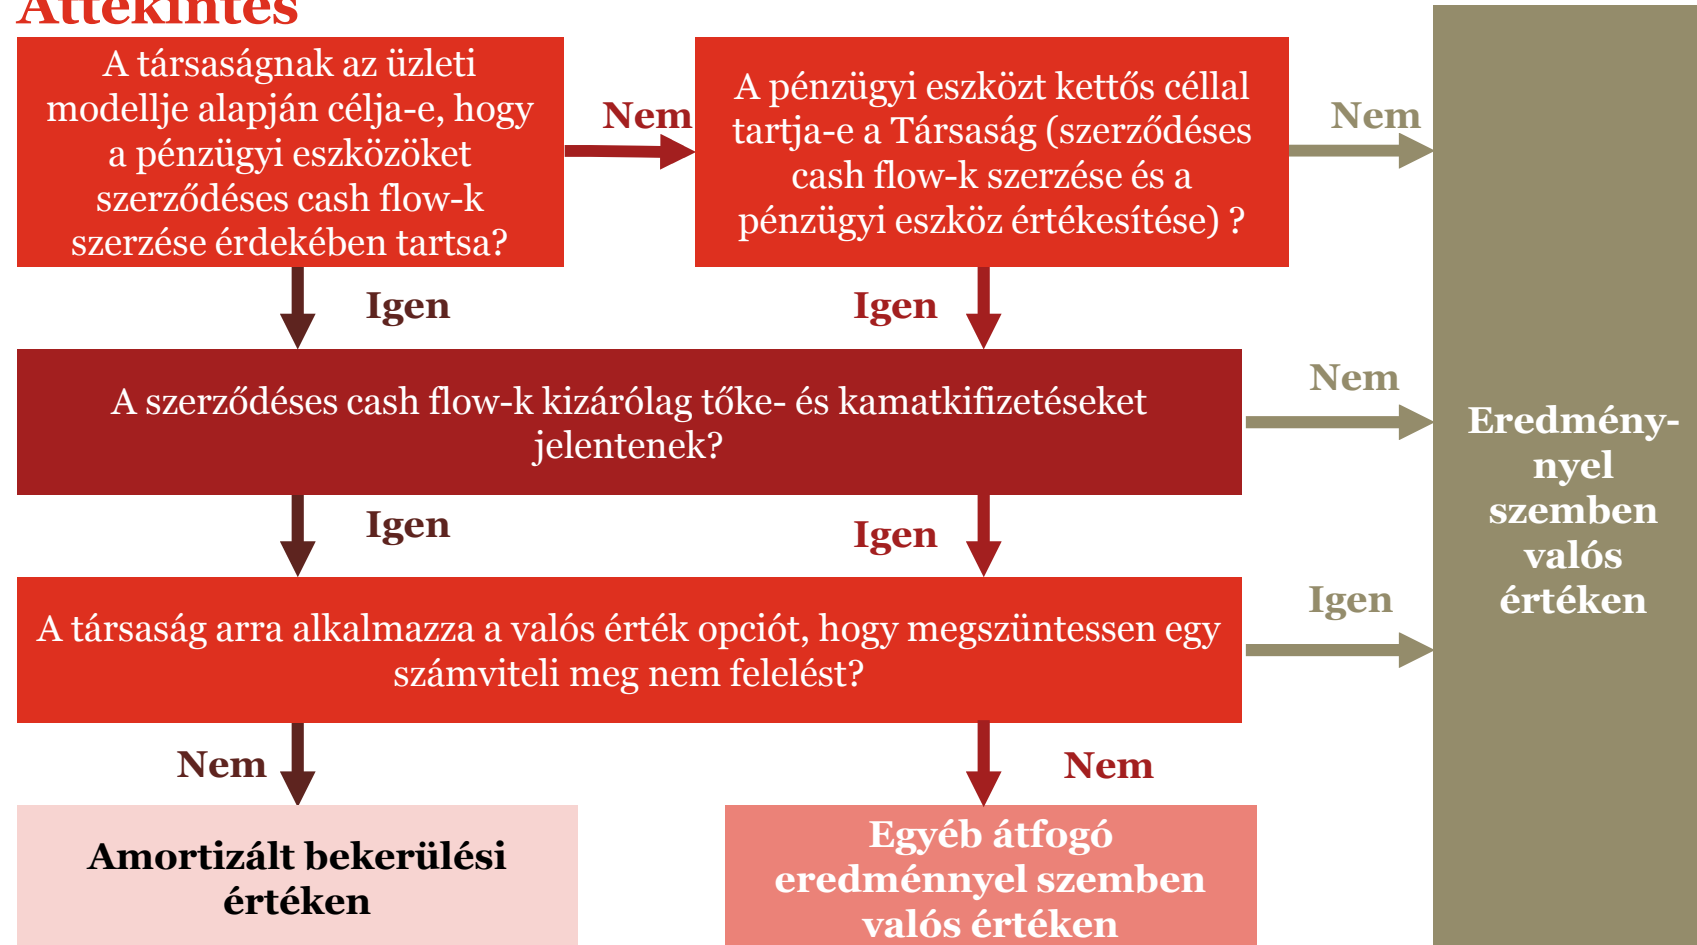 Áttekintés
A társaságnak az üzleti
modellje alapján célja-e, hogy
a pénzügyi eszközöket
szerződéses cash flow-k
szerzése érdekében tartsa?
Nem
A pénzügyi eszközt kettős céllal
tartja-e a Társaság (szerződéses
cash flow-k szerzése és a
pénzügyi eszköz értékesítése) ?
Nem
Igen
Igen
A szerződéses cash flow-k kizárólag tőke- és kamatkifizetéseket
jelentenek?
Nem
Igen
Igen
A társaság arra alkalmazza a valós érték opciót, hogy megszüntessen egy
számviteli meg nem felelést?
Igen
Nem
Nem
Amortizált bekerülési
értéken
Egyéb átfogó
eredménnyel szemben
valós értéken
Eredmény-
nyel
szemben
valós
értéken